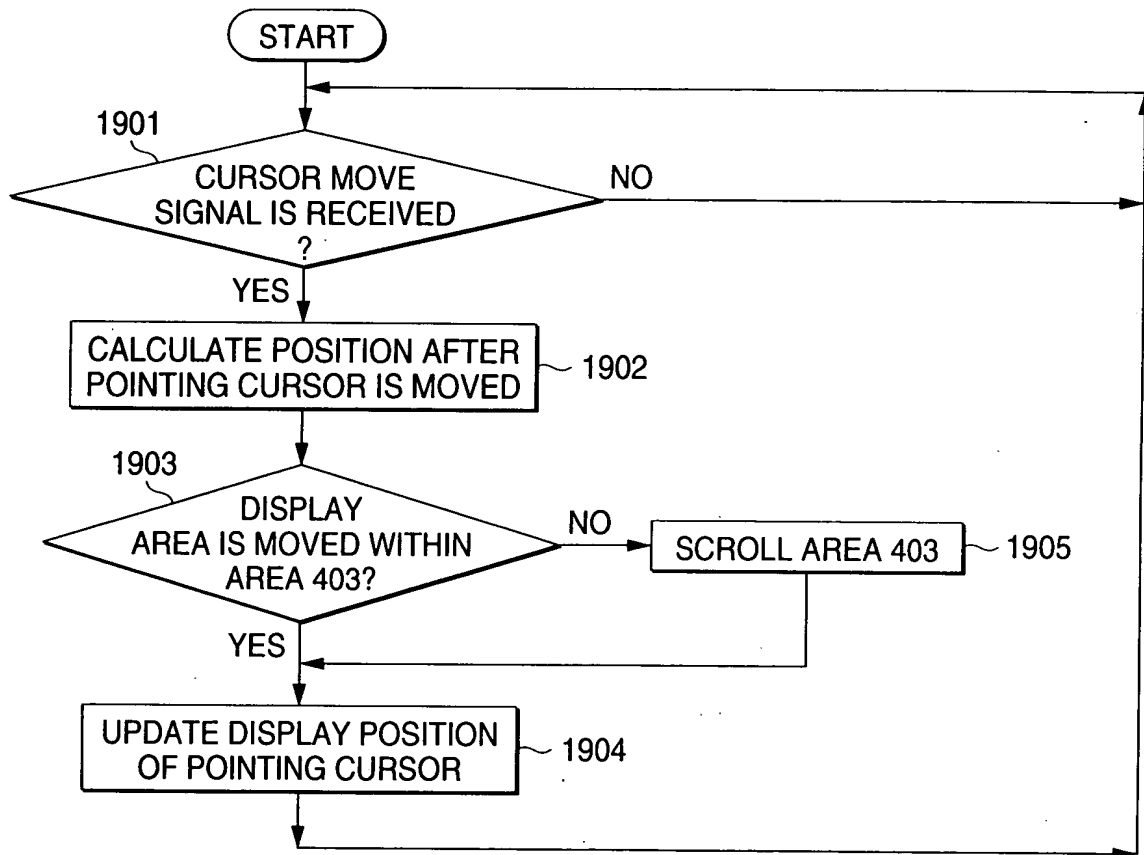 START
1901
CURSOR MOVE
SIGNAL IS RECEIVED
?
NO
YES
CALCULATE POSITION AFTER
POINTING CURSOR IS MOVED
1902
1903
DISPLAY
AREA IS MOVED WITHIN
AREA 403?
NO
SCROLL AREA 403
1905
YES
UPDATE DISPLAY POSITION
OF POINTING CURSOR
1904